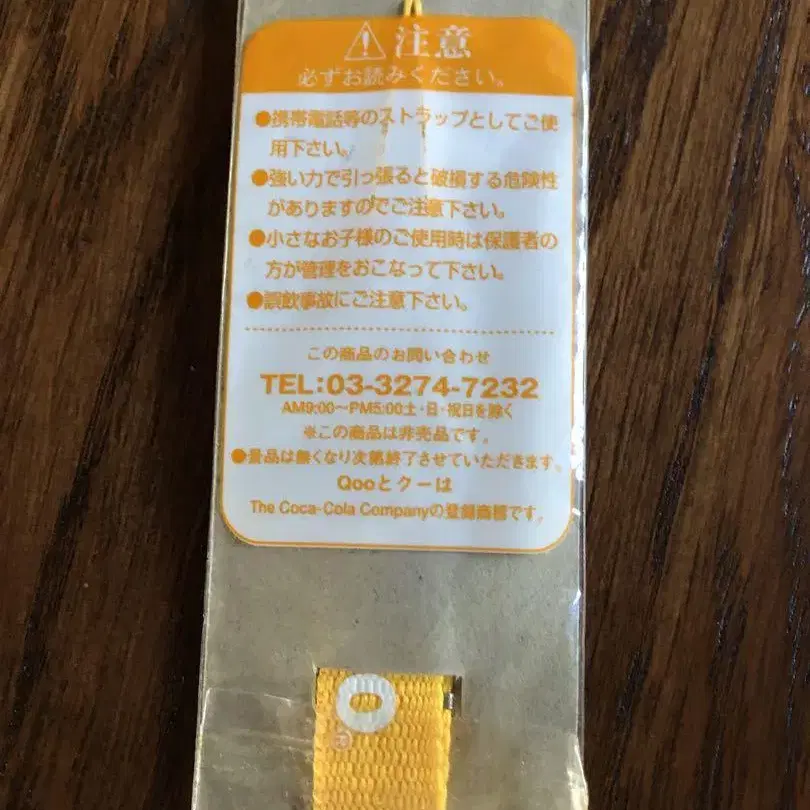 注意
必ずお読みください。
●携帯電話等のストラップとしてご使
用下さい。
●強い力で引っ張ると破損する危険性
がありますのでご注意下さい。
●小さなお子様のご使用時は保護者の
方が管理をおこなって下さい。
●誤飲事故にご注意下さい。
この商品のお問い合わせ
TEL:03-3274-7232
AM9:00〜PM5:00土・日・祝日を除く
※この商品は非売品です。
●景品は無くなり次第終了させていただきます。
Qooとクーは
The Coca-Cola Companyの登録商標です。
O
®